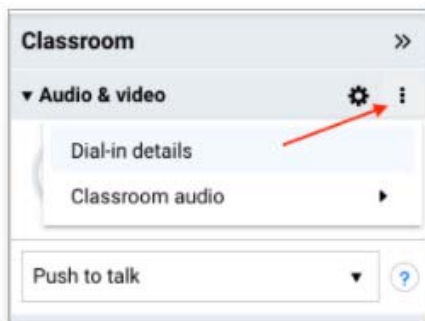 Classroom
Audio & video
Dial-in details
Classroom audio
Push to talk
?